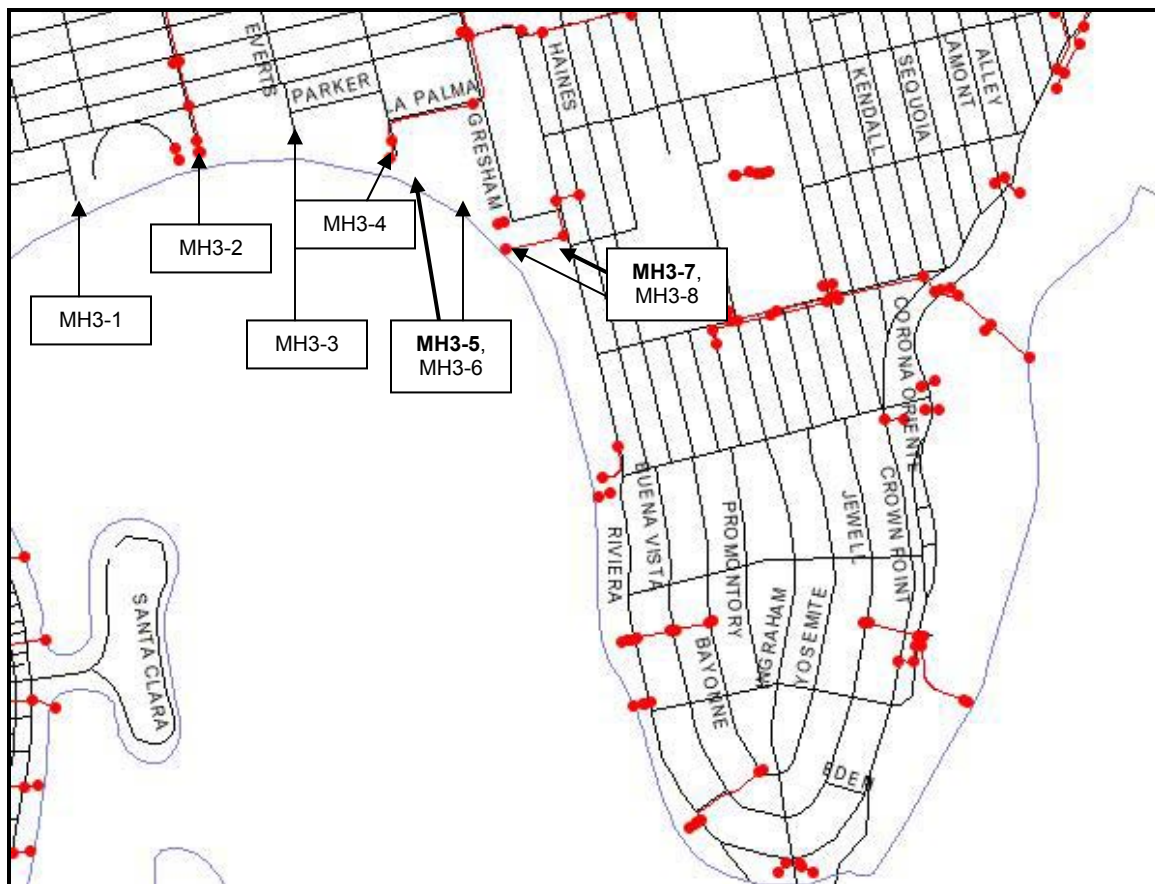 EVERTS
PARKER
LA PALMA
GRESHAM
HAINES
KENDALL
SEQUOIA
AMONT
ALLEY
MH3-1
MH3-2
MH3-3
MH3-4
MH3-5,
MH3-6
MH3-7,
MH3-8
CORONA ORIENTE
CROWN POINT
JEWELL
BUENA VISTA
RIVIERA
PROMONTORY
INGRAHAM
YOSEMITE
BAYONNE
EDEN
SANTA CLARA